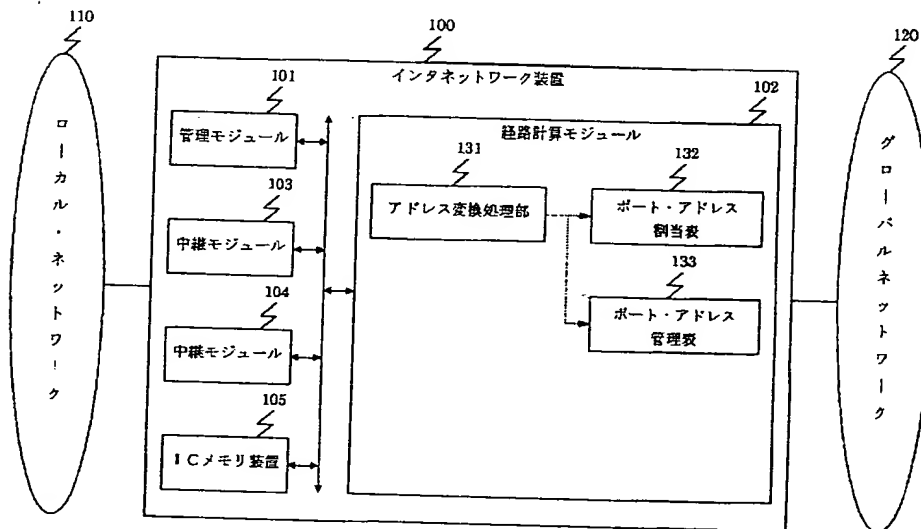 110
100
120
インタネットワーク装置
101
102
管理モジュール
経路計算モジュール
131
132
アドレス変換処理部
ポート・アドレス
割当表
103
中継モジュール
133
ポート・アドレス
管理表
104
中継モジュール
105
ICメモリ装置
ローカル・ネットワーク
グローバルネットワーク